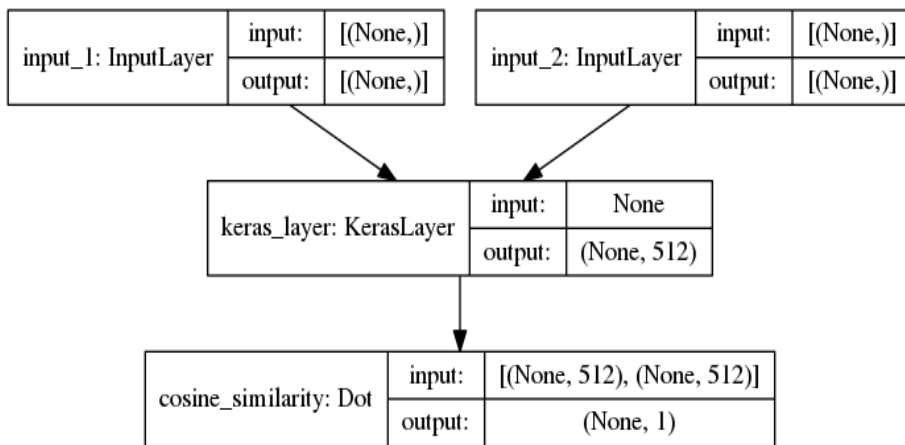 input_1: InputLayer
input: [(None,)]
output: [(None,)]
input_2: InputLayer
input: [(None,)]
output: [(None,)]
keras_layer: KerasLayer
input: None
output: (None, 512)
cosine_similarity: Dot
input: [(None, 512), (None, 512)]
output: (None, 1)